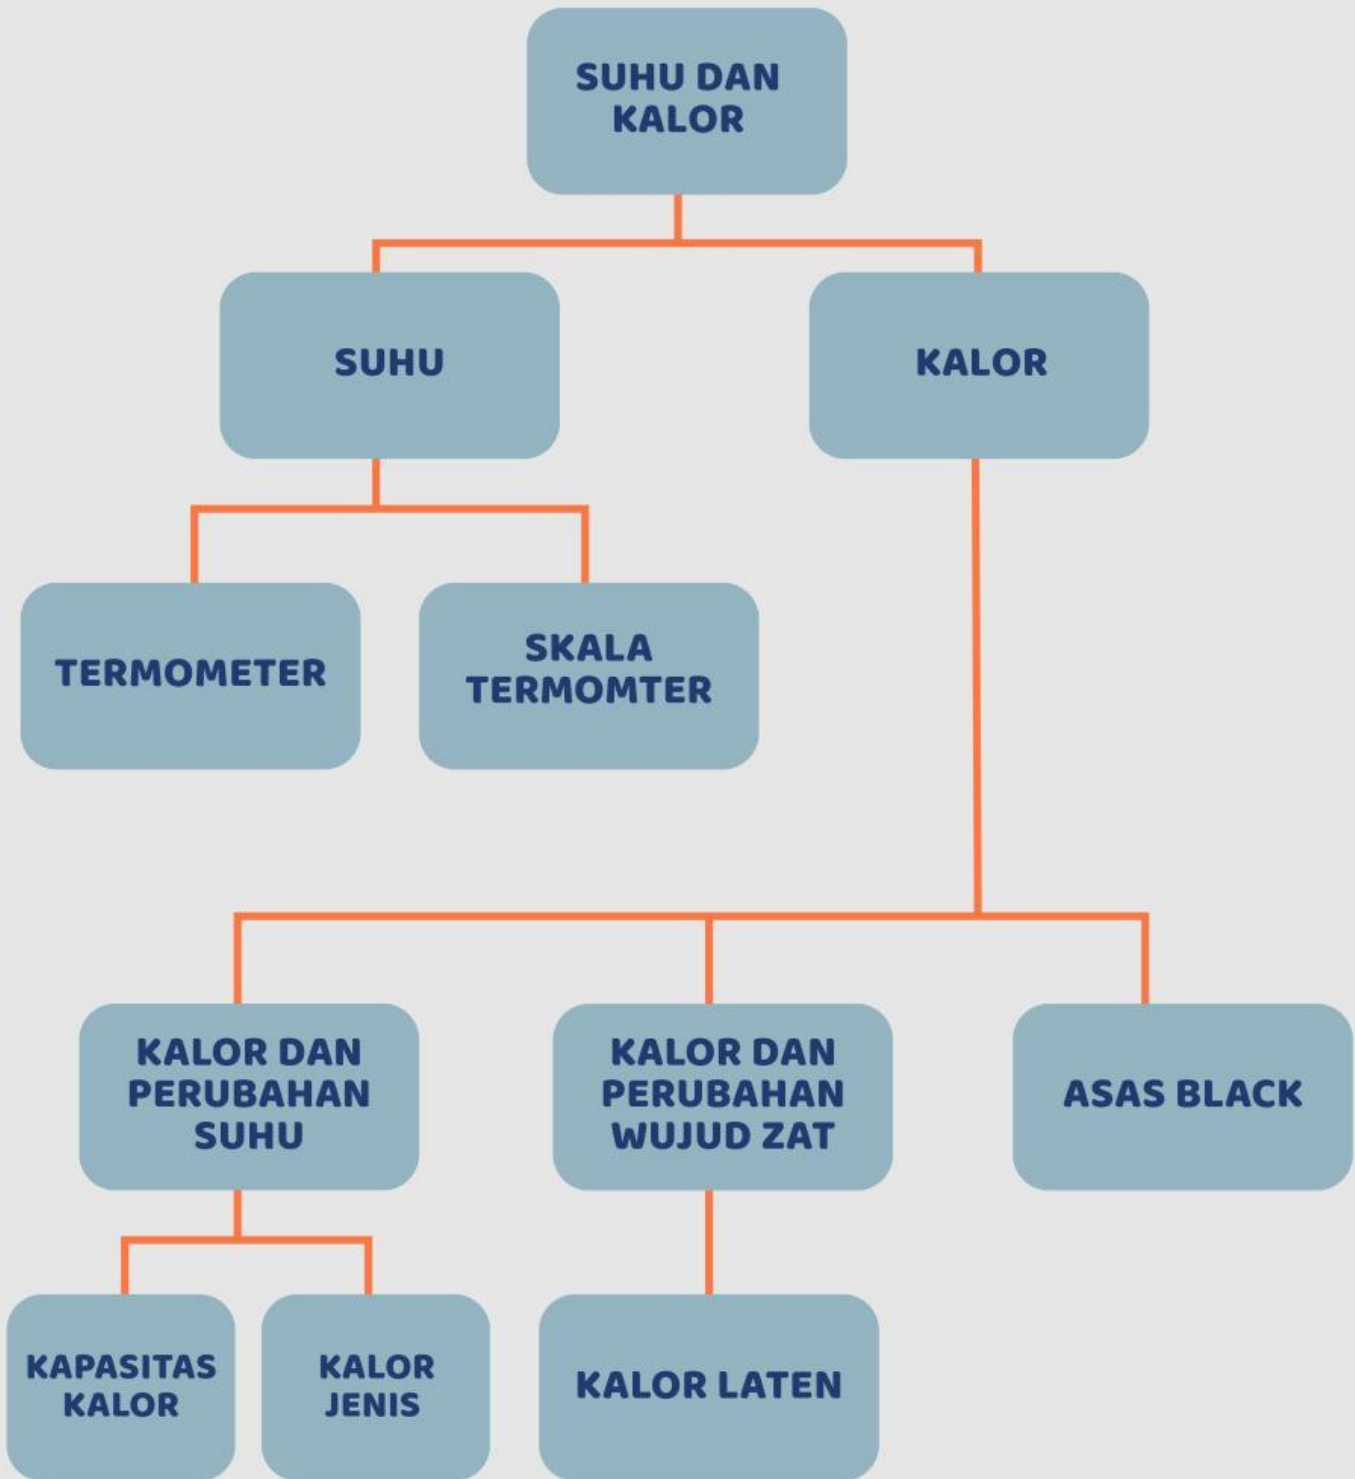 SUHU DAN
KALOR
SUHU
KALOR
TERMOMETER
SKALA
TERMOMTER
KALOR DAN
PERUBAHAN
SUHU
KALOR DAN
PERUBAHAN
WUJUD ZAT
ASAS BLACK
KAPASITAS
KALOR
KALOR
JENIS
KALOR LATEN